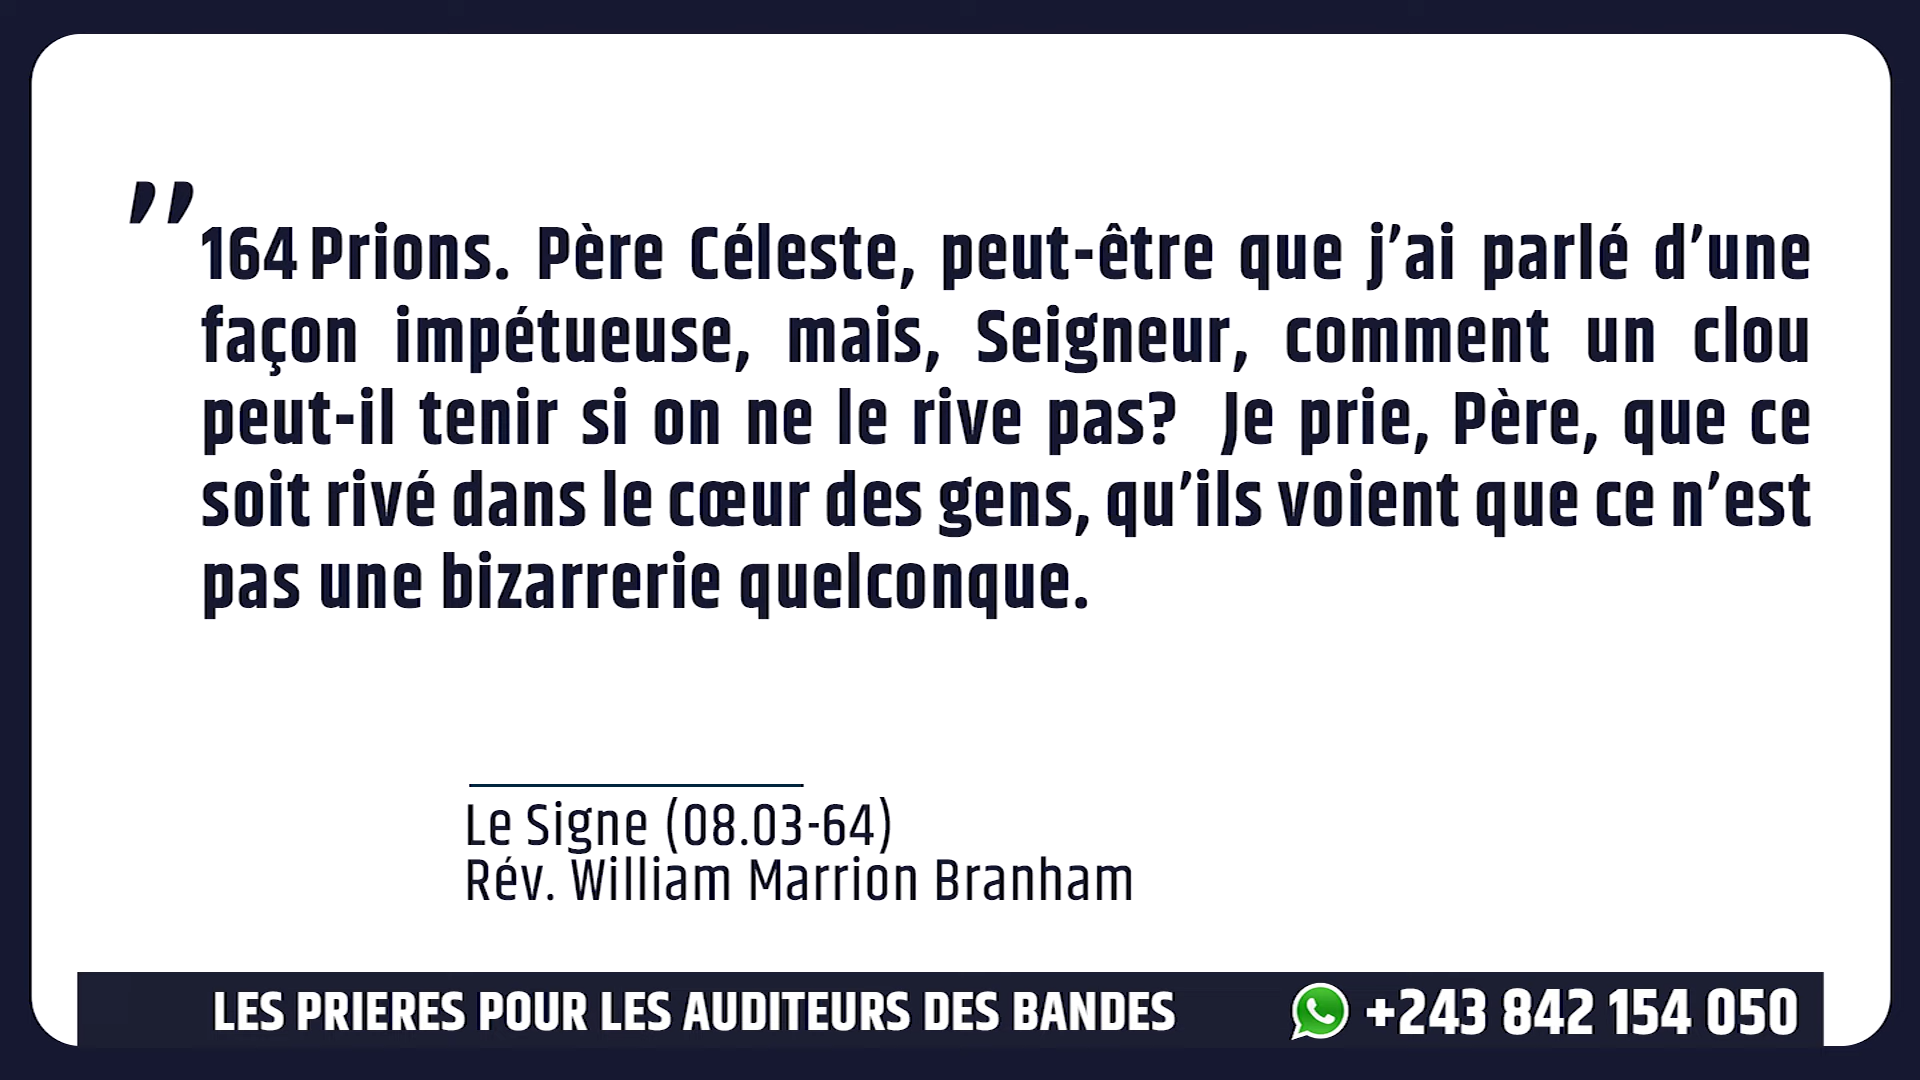 ”
164 Prions. Père Céleste, peut-être que j’ai parlé d’une
façon impétueuse, mais, Seigneur, comment un clou
peut-il tenir si on ne le rive pas? Je prie, Père, que ce
soit rivé dans le cœur des gens, qu’ils voient que ce n’est
pas une bizarrerie quelconque.
Le Signe (08.03-64)
Rév. William Marrion Branham
LES PRIERES POUR LES AUDITEURS DES BANDES
+243 842 154 050